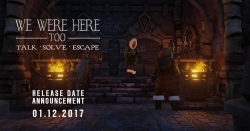 WE WERE HERE
TOO
TALK · SOLVE · ESCAPE
RELEASE DATE
ANNOUNCEMENT
01.12.2017